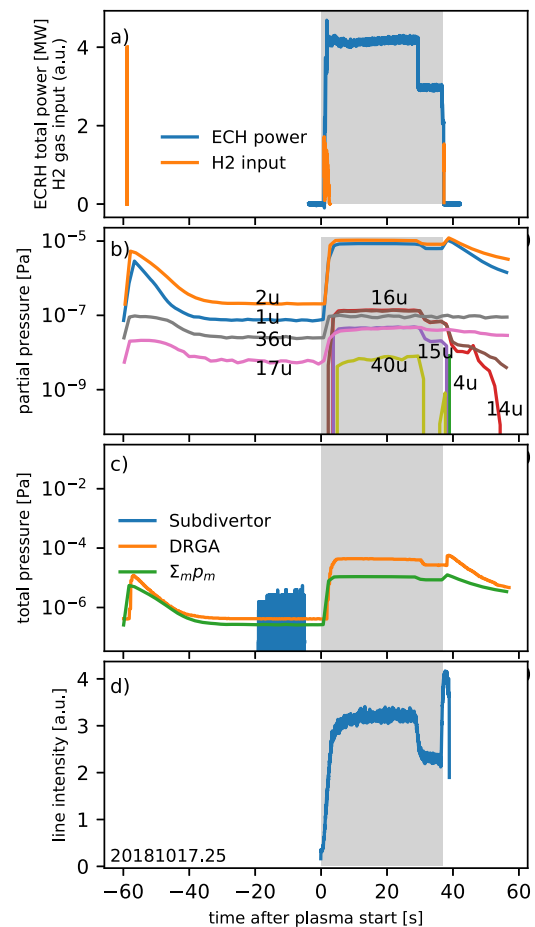 ECRH total power [MW]
H2 gas input (a.u.)
4
2
0
a)
ECH power
H2 input
partial pressure [Pa]
10⁻⁵
10⁻⁷
10⁻⁹
b)
2u
1u
36u
17u
16u
15u
40u
4u
14u
total pressure [Pa]
10⁻²
10⁻⁴
10⁻⁶
c)
Subdivertor
DRGA
Σₘpₘ
line intensity [a.u.]
4
3
2
1
0
d)
20181017.25
−60 −40 −20 0 20 40 60
time after plasma start [s]